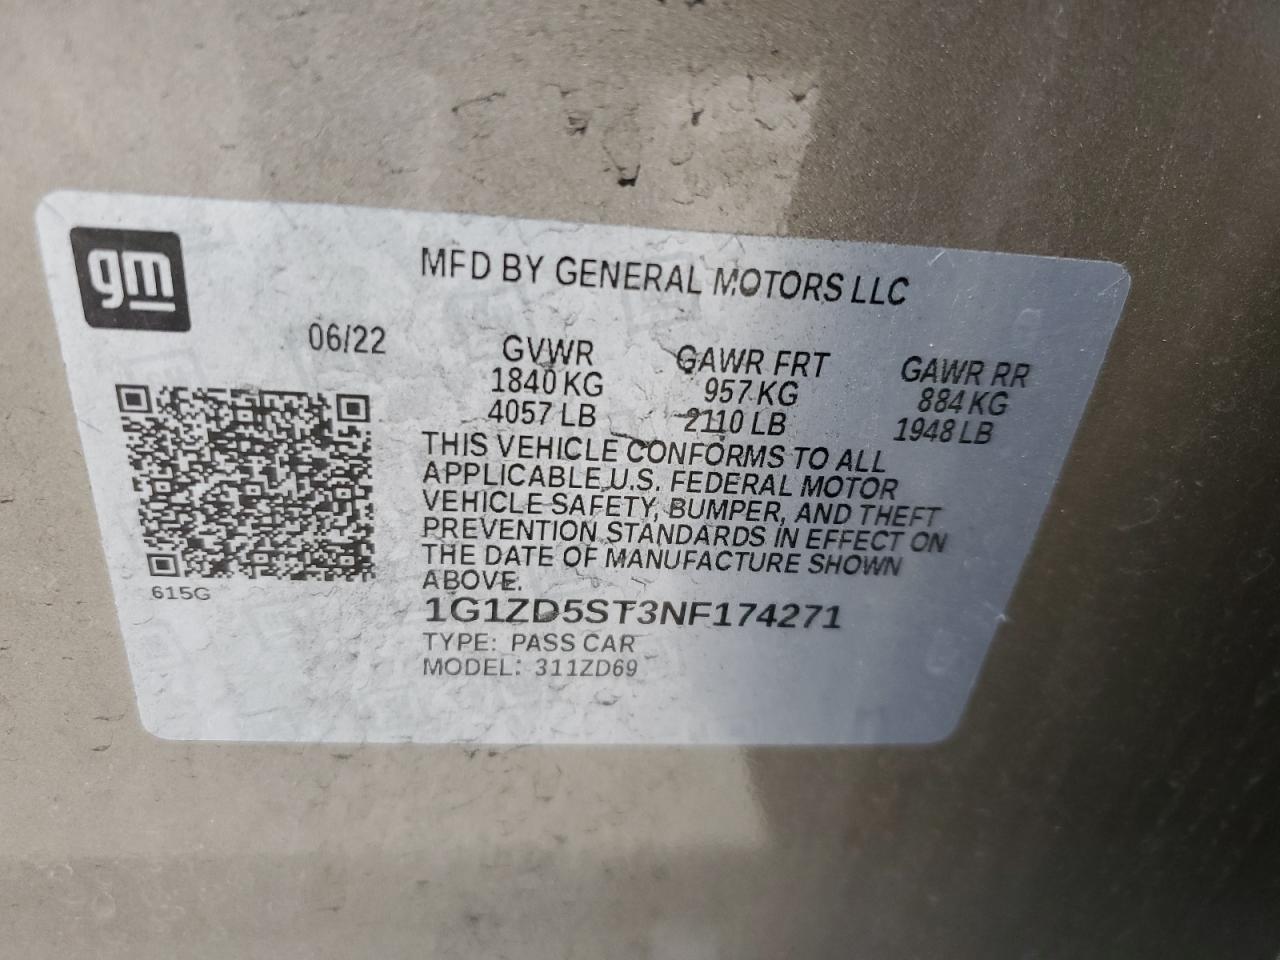 gm
MFD BY GENERAL MOTORS LLC
06/22
GVWR GAWR FRT GAWR RR
1840 KG 957 KG 884 KG
4057 LB 2110 LB 1948 LB
THIS VEHICLE CONFORMS TO ALL
APPLICABLE U.S. FEDERAL MOTOR
VEHICLE SAFETY, BUMPER, AND THEFT
PREVENTION STANDARDS IN EFFECT ON
THE DATE OF MANUFACTURE SHOWN
ABOVE.
615G
1G1ZD5ST3NF174271
TYPE: PASS CAR
MODEL: 311ZD69